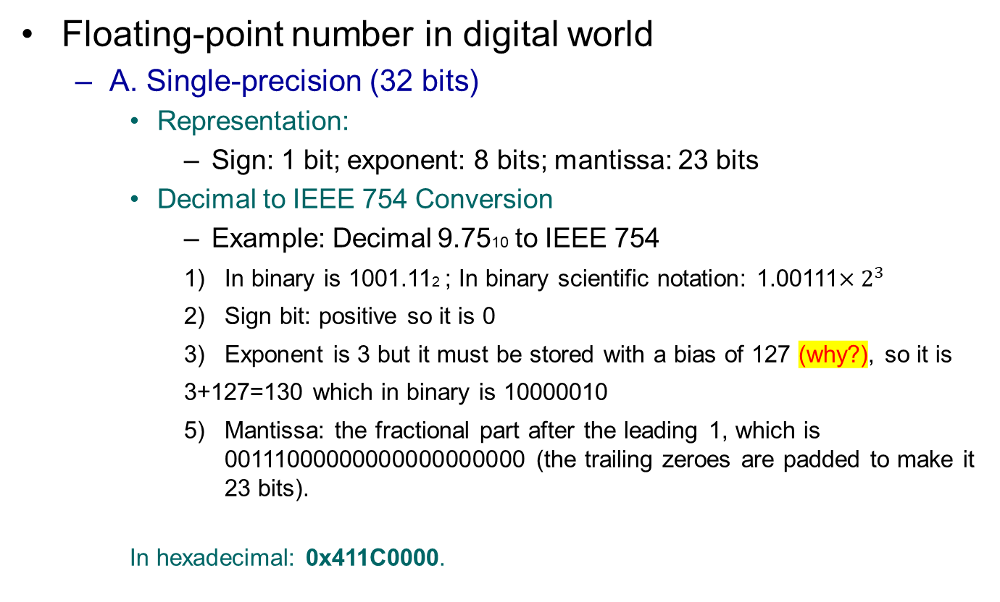 • Floating-point number in digital world
– A. Single-precision (32 bits)
• Representation:
– Sign: 1 bit; exponent: 8 bits; mantissa: 23 bits
• Decimal to IEEE 754 Conversion
– Example: Decimal 9.75₁₀ to IEEE 754
1) In binary is 1001.11₂ ; In binary scientific notation: 1.00111× 2³
2) Sign bit: positive so it is 0
3) Exponent is 3 but it must be stored with a bias of 127 (why?), so it is
3+127=130 which in binary is 10000010
5) Mantissa: the fractional part after the leading 1, which is
00111000000000000000000 (the trailing zeroes are padded to make it
23 bits).
In hexadecimal: 0x411C0000.